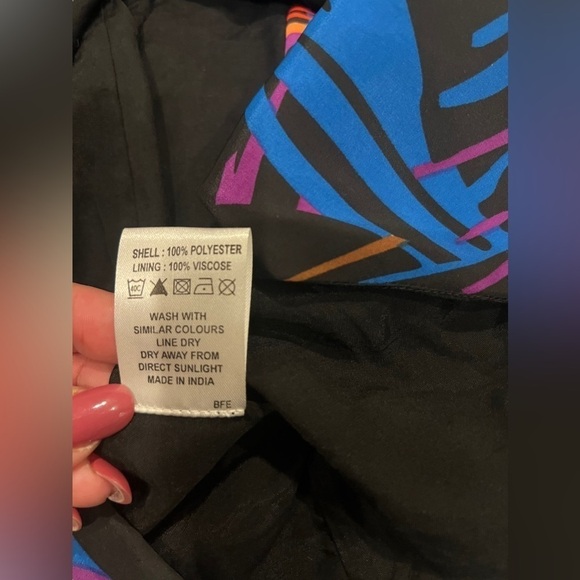 SHELL : 100% POLYESTER
LINING : 100% VISCOSE
40C
WASH WITH
SIMILAR COLOURS
LINE DRY
DRY AWAY FROM
DIRECT SUNLIGHT
MADE IN INDIA
BFE